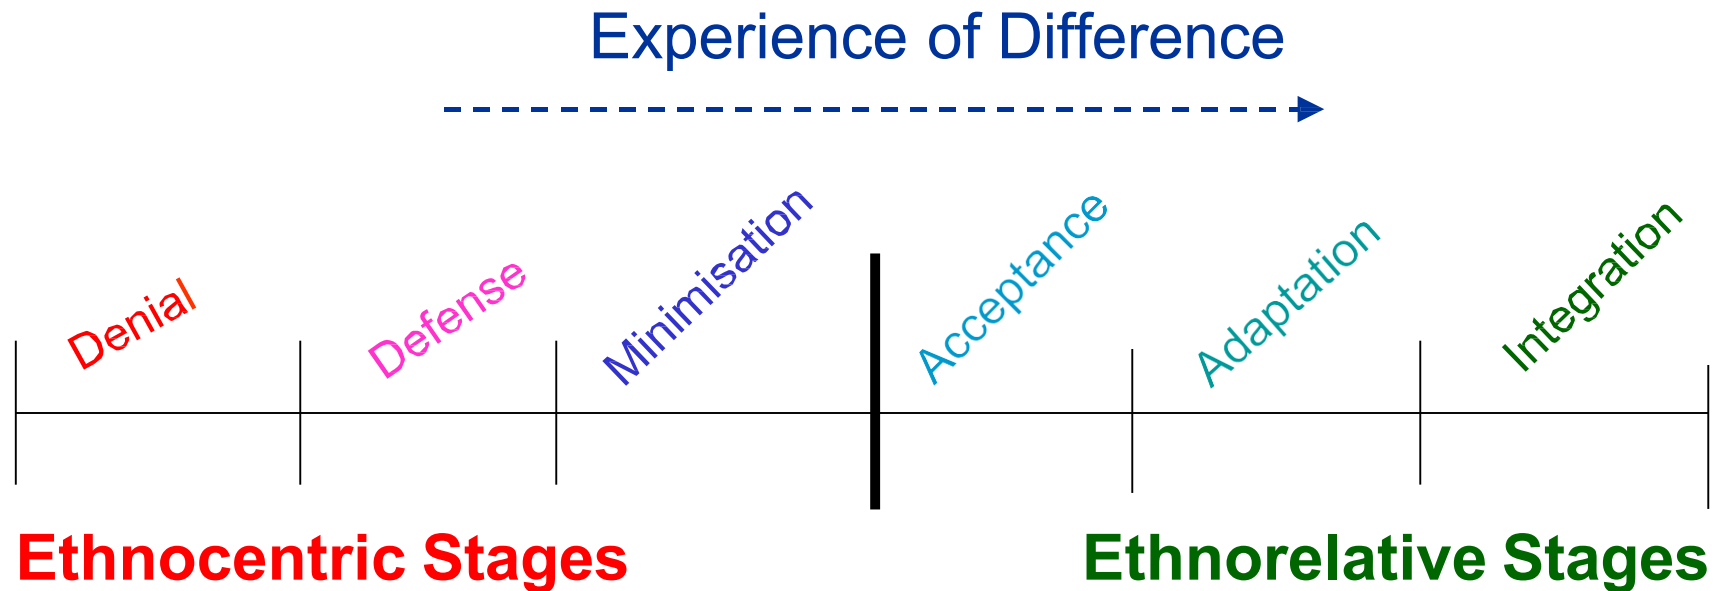 Experience of Difference
Denial
Defense
Minimisation
Acceptance
Adaptation
Integration
Ethnocentric Stages
Ethnorelative Stages